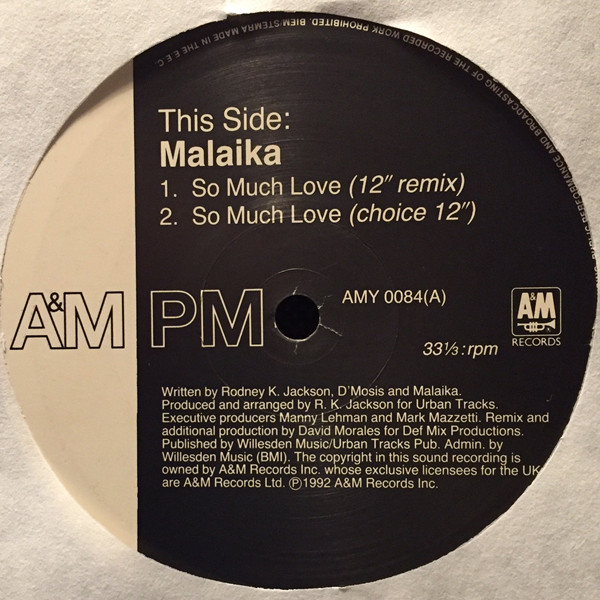 OF THE RECORDED WORK PROHIBITED. BIEM/STEMRA MADE IN THE E.E.C.
PUBLIC PERFORMANCE AND BROADCASTING
This Side:
Malaika
1. So Much Love (12" remix)
2. So Much Love (choice 12")
A&M PM
AMY 0084(A)
A&M
RECORDS
33⅓:rpm
Written by Rodney K. Jackson, D'Mosis and Malaika.
Produced and arranged by R. K. Jackson for Urban Tracks.
Executive producers Manny Lehman and Mark Mazzetti. Remix and
additional production by David Morales for Def Mix Productions.
Published by Willesden Music/Urban Tracks Pub. Admin. by
Willesden Music (BMI). The copyright in this sound recording is
owned by A&M Records Inc. whose exclusive licensees for the UK
are A&M Records Ltd. ℗1992 A&M Records Inc.